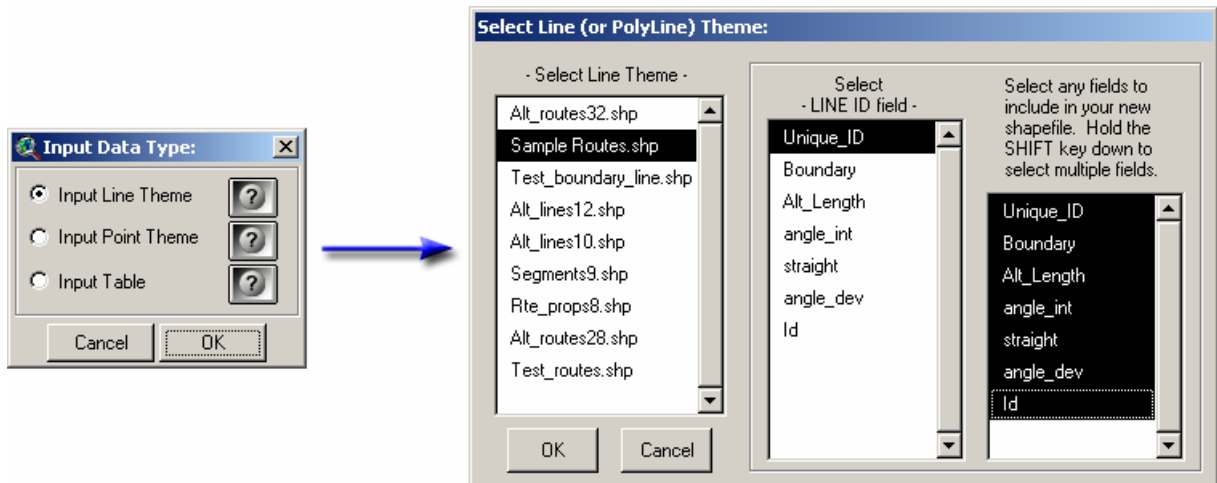 Input Data Type:
Input Line Theme
?
Input Point Theme
?
Input Table
?
Cancel
OK
Select Line (or PolyLine) Theme:
- Select Line Theme -
Alt_routes32.shp
Sample Routes.shp
Test_boundary_line.shp
Alt_lines12.shp
Alt_lines10.shp
Segments9.shp
Rte_props8.shp
Alt_routes28.shp
Test_routes.shp
OK
Cancel
Select
- LINE ID field -
Unique_ID
Boundary
Alt_Length
angle_int
straight
angle_dev
Id
Select any fields to
include in your new
shapefile. Hold the
SHIFT key down to
select multiple fields.
Unique_ID
Boundary
Alt_Length
angle_int
straight
angle_dev
Id